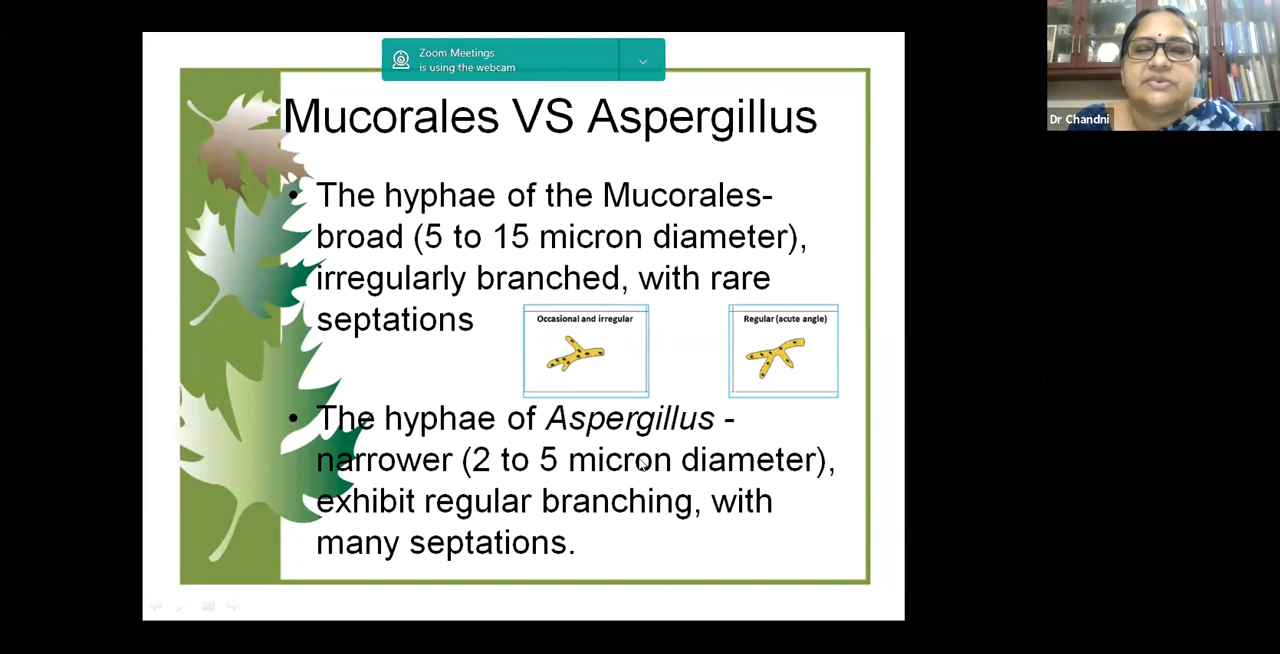 Zoom Meetings
is using the webcam
Dr Chandni
Mucorales VS Aspergillus
• The hyphae of the Mucorales-
broad (5 to 15 micron diameter),
irregularly branched, with rare
septations
Occasional and irregular
Regular (acute angle)
• The hyphae of Aspergillus -
narrower (2 to 5 micron diameter),
exhibit regular branching, with
many septations.